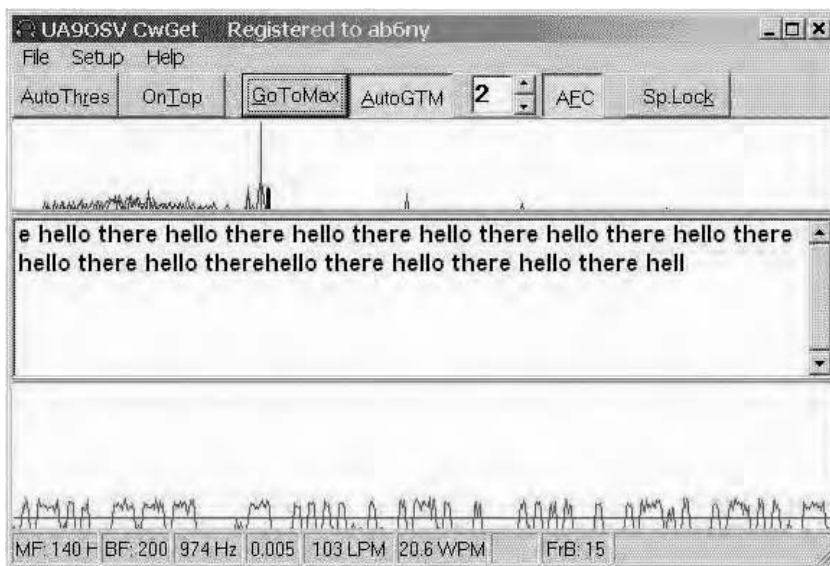 UA9OSV CwGet Registered to ab6ny
File Setup Help
AutoThres OnTop GoToMax AutoGTM 2 AFC Sp.Lock
e hello there hello there hello there hello there hello there hello there
hello there hello therehello there hello there hello there hell
MF: 140 H BF: 200 974 Hz 0.005 103 LPM 20.6 WPM FrB: 15